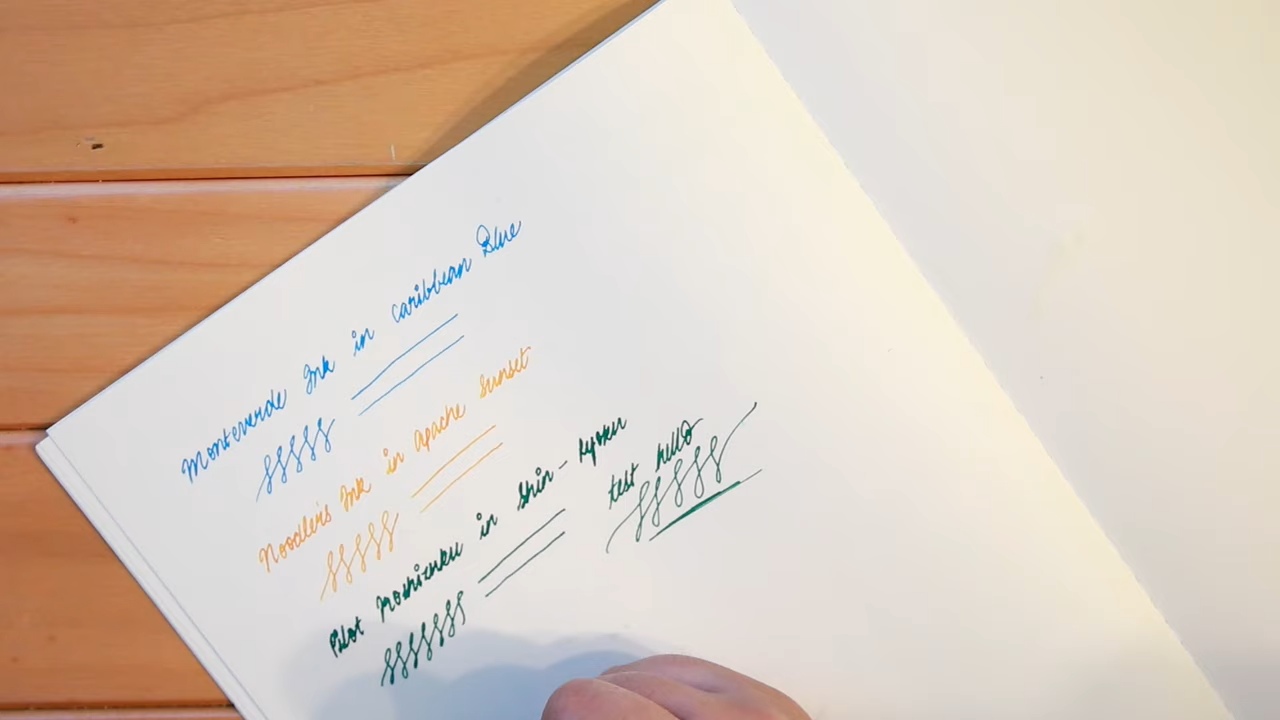 Monteverde Ink in Caribbean Blue
Noodler's Ink in Apache Sunset
Pilot Iroshizuku in Shin-ryoku
test hello